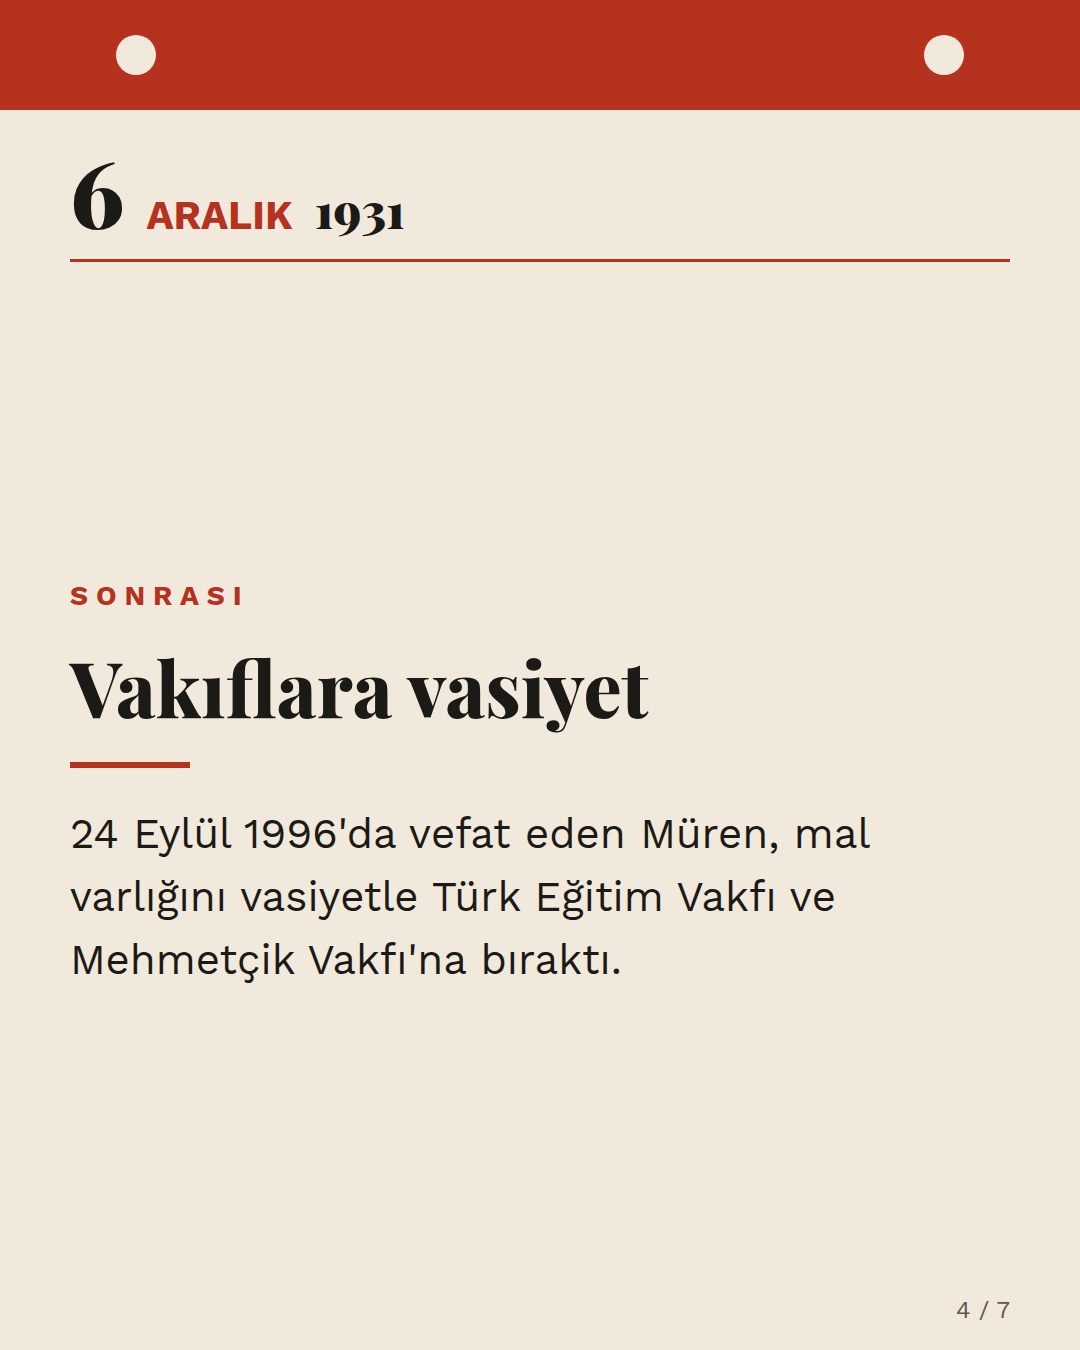 6 ARALIK 1931
SONRASI
Vakıflara vasiyet
24 Eylül 1996'da vefat eden Müren, mal
varlığını vasiyetle Türk Eğitim Vakfı ve
Mehmetçik Vakfı'na bıraktı.
4 / 7